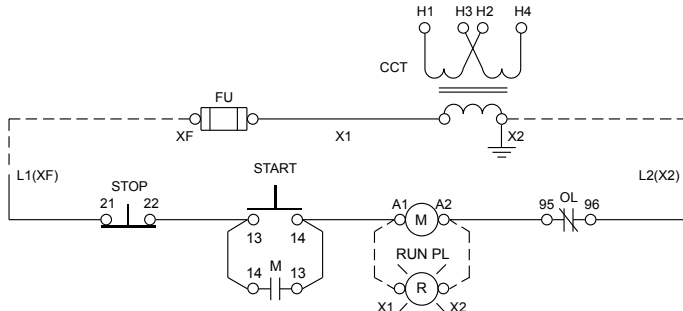 H1 H3 H2 H4
CCT
FU
XF X1 X2
L1(XF) STOP START L2(X2)
21 22 13 14 A1 M A2 95 OL 96
14 M 13 RUN PL
R
X1 X2